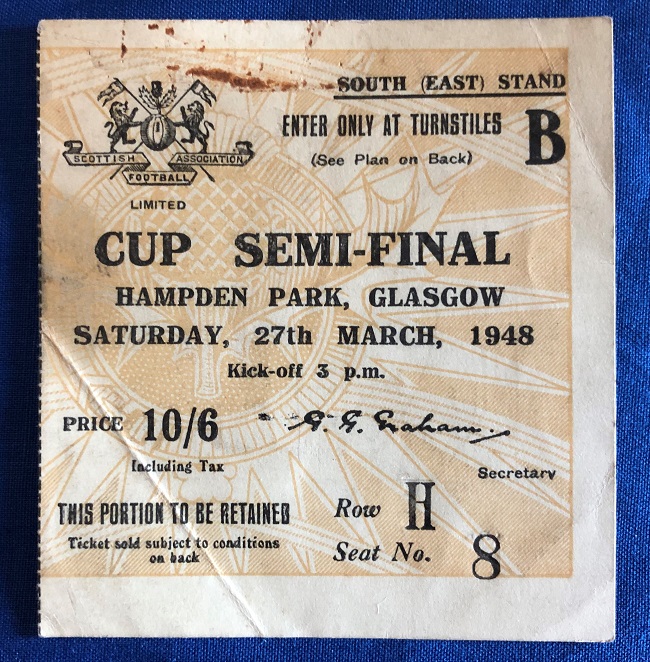 SOUTH (EAST) STAND
ENTER ONLY AT TURNSTILES
B
(See Plan on Back)
SCOTTISH ASSOCIATION
FOOTBALL
LIMITED
CUP SEMI-FINAL
HAMPDEN PARK, GLASGOW
SATURDAY, 27th MARCH, 1948
Kick-off 3 p.m.
PRICE 10/6
Including Tax
G. G. Graham.
Secretary
THIS PORTION TO BE RETAINED
Ticket sold subject to conditions
on back
Row H
Seat No. 8